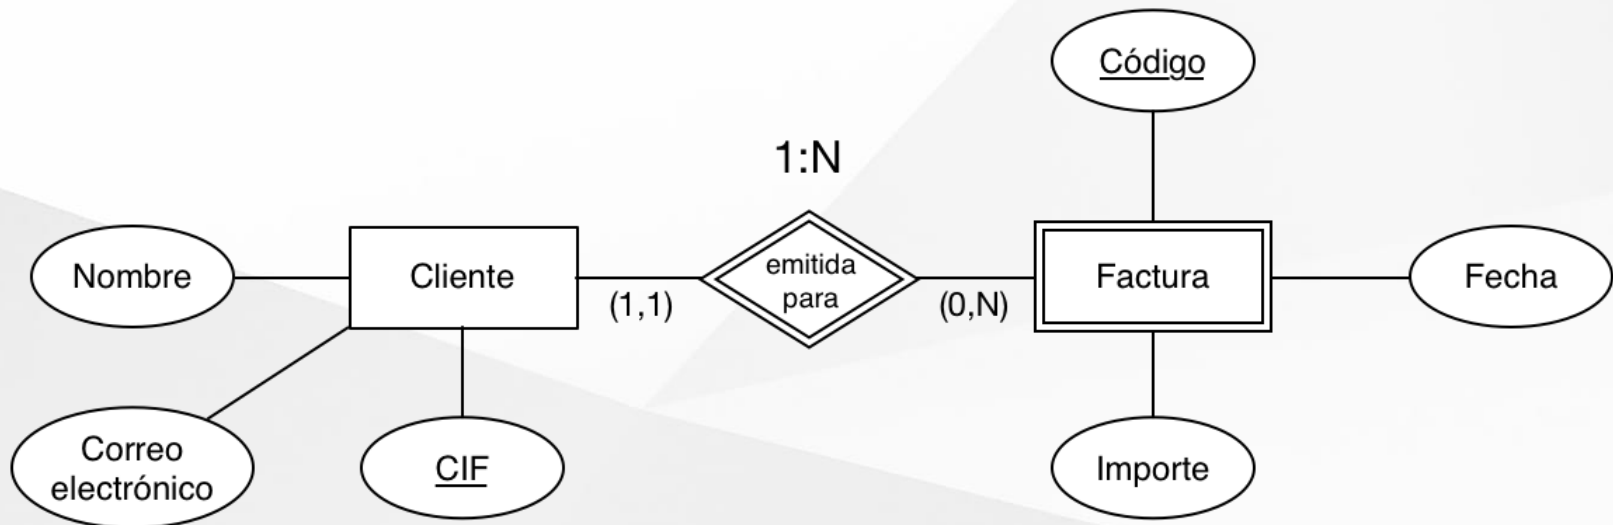 Código
1:N
Nombre
Cliente
(1,1)
emitida
para
(0,N)
Factura
Fecha
Correo
electrónico
CIF
Importe